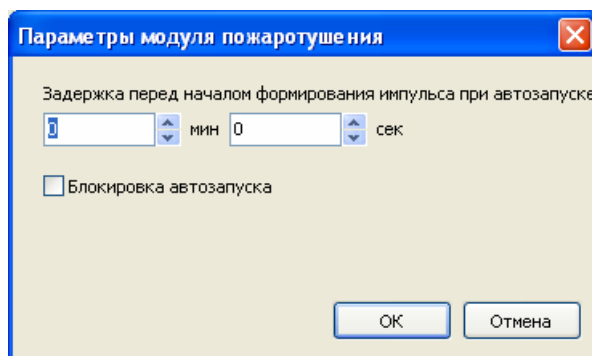 Параметры модуля пожаротушения
Задержка перед началом формирования импульса при автозапуске
0 мин 0 сек
Блокировка автозапуска
ОК Отмена